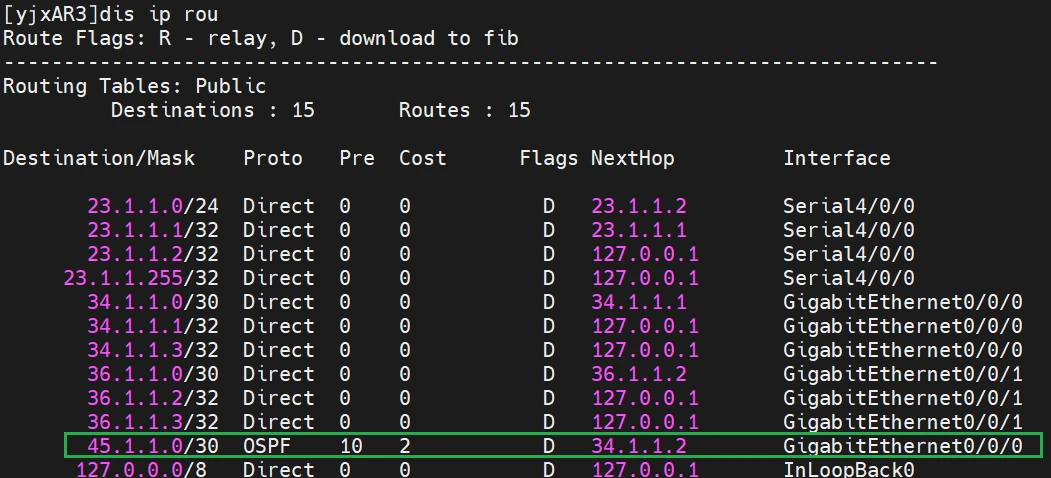 [yjxAR3]dis ip rou
Route Flags: R - relay, D - download to fib
------------------------------------------------------------------------------
Routing Tables: Public
         Destinations : 15       Routes : 15

Destination/Mask    Proto   Pre  Cost      Flags NextHop         Interface

       23.1.1.0/24  Direct  0    0           D   23.1.1.2        Serial4/0/0
       23.1.1.1/32  Direct  0    0           D   23.1.1.1        Serial4/0/0
       23.1.1.2/32  Direct  0    0           D   127.0.0.1       Serial4/0/0
     23.1.1.255/32  Direct  0    0           D   127.0.0.1       Serial4/0/0
       34.1.1.0/30  Direct  0    0           D   34.1.1.1        GigabitEthernet0/0/0
       34.1.1.1/32  Direct  0    0           D   127.0.0.1       GigabitEthernet0/0/0
       34.1.1.3/32  Direct  0    0           D   127.0.0.1       GigabitEthernet0/0/0
       36.1.1.0/30  Direct  0    0           D   36.1.1.2        GigabitEthernet0/0/1
       36.1.1.2/32  Direct  0    0           D   127.0.0.1       GigabitEthernet0/0/1
       36.1.1.3/32  Direct  0    0           D   127.0.0.1       GigabitEthernet0/0/1
       45.1.1.0/30  OSPF    10   2           D   34.1.1.2        GigabitEthernet0/0/0
      127.0.0.0/8   Direct  0    0           D   127.0.0.1       InLoopBack0